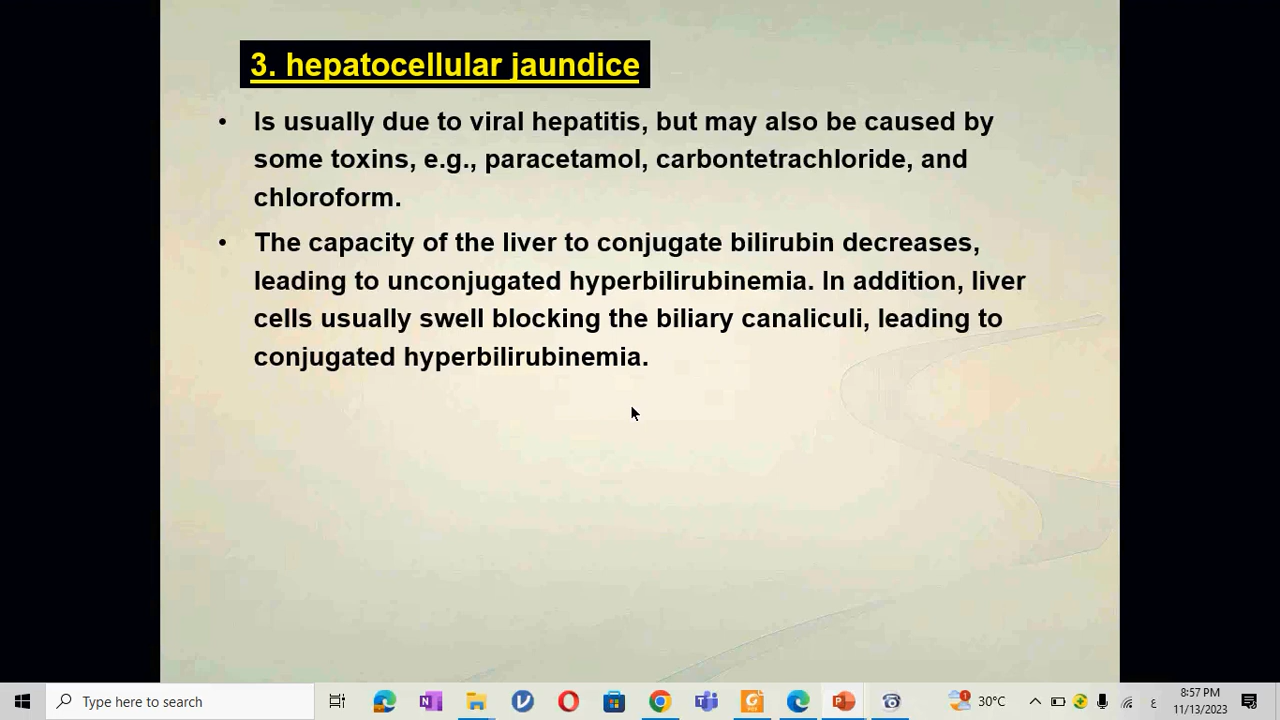 3. hepatocellular jaundice
• Is usually due to viral hepatitis, but may also be caused by
some toxins, e.g., paracetamol, carbontetrachloride, and
chloroform.
• The capacity of the liver to conjugate bilirubin decreases,
leading to unconjugated hyperbilirubinemia. In addition, liver
cells usually swell blocking the biliary canaliculi, leading to
conjugated hyperbilirubinemia.
Type here to search
30°C
ع
8:57 PM
11/13/2023